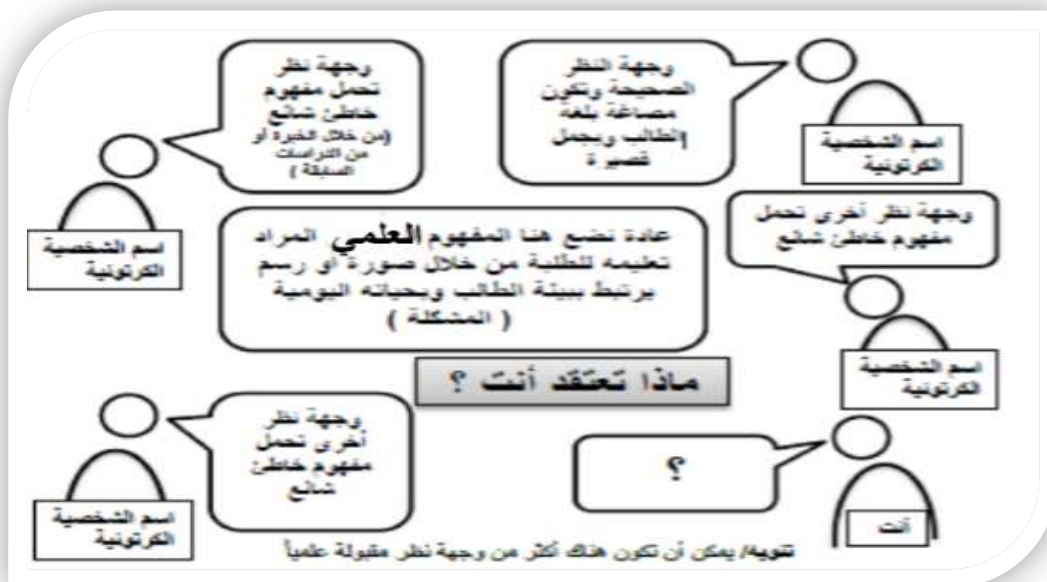 وجهة النظر
الصحيحة وتكون
مصاغة بلغة
الطالب وبجمل
قصيرة
اسم الشخصية
الكرتونية
وجهة نظر
تحمل مفهوم
خاطئ شائع
(من خلال الخبرة أو
من الدراسات
السابقة )
اسم الشخصية
الكرتونية
وجهة نظر أخرى تحمل
مفهوم خاطئ شائع
اسم الشخصية
الكرتونية
عادة نضع هنا المفهوم العلمي المراد
تعليمه للطلبة من خلال صورة أو رسم
يرتبط ببيئة الطالب وبحياته اليومية
( المشكلة )
ماذا تعتقد أنت ؟
؟
أنت
وجهة نظر
أخرى تحمل
مفهوم خاطئ
شائع
اسم الشخصية
الكرتونية
تنويه/ يمكن أن تكون هناك أكثر من وجهة نظر مقبولة علمياً